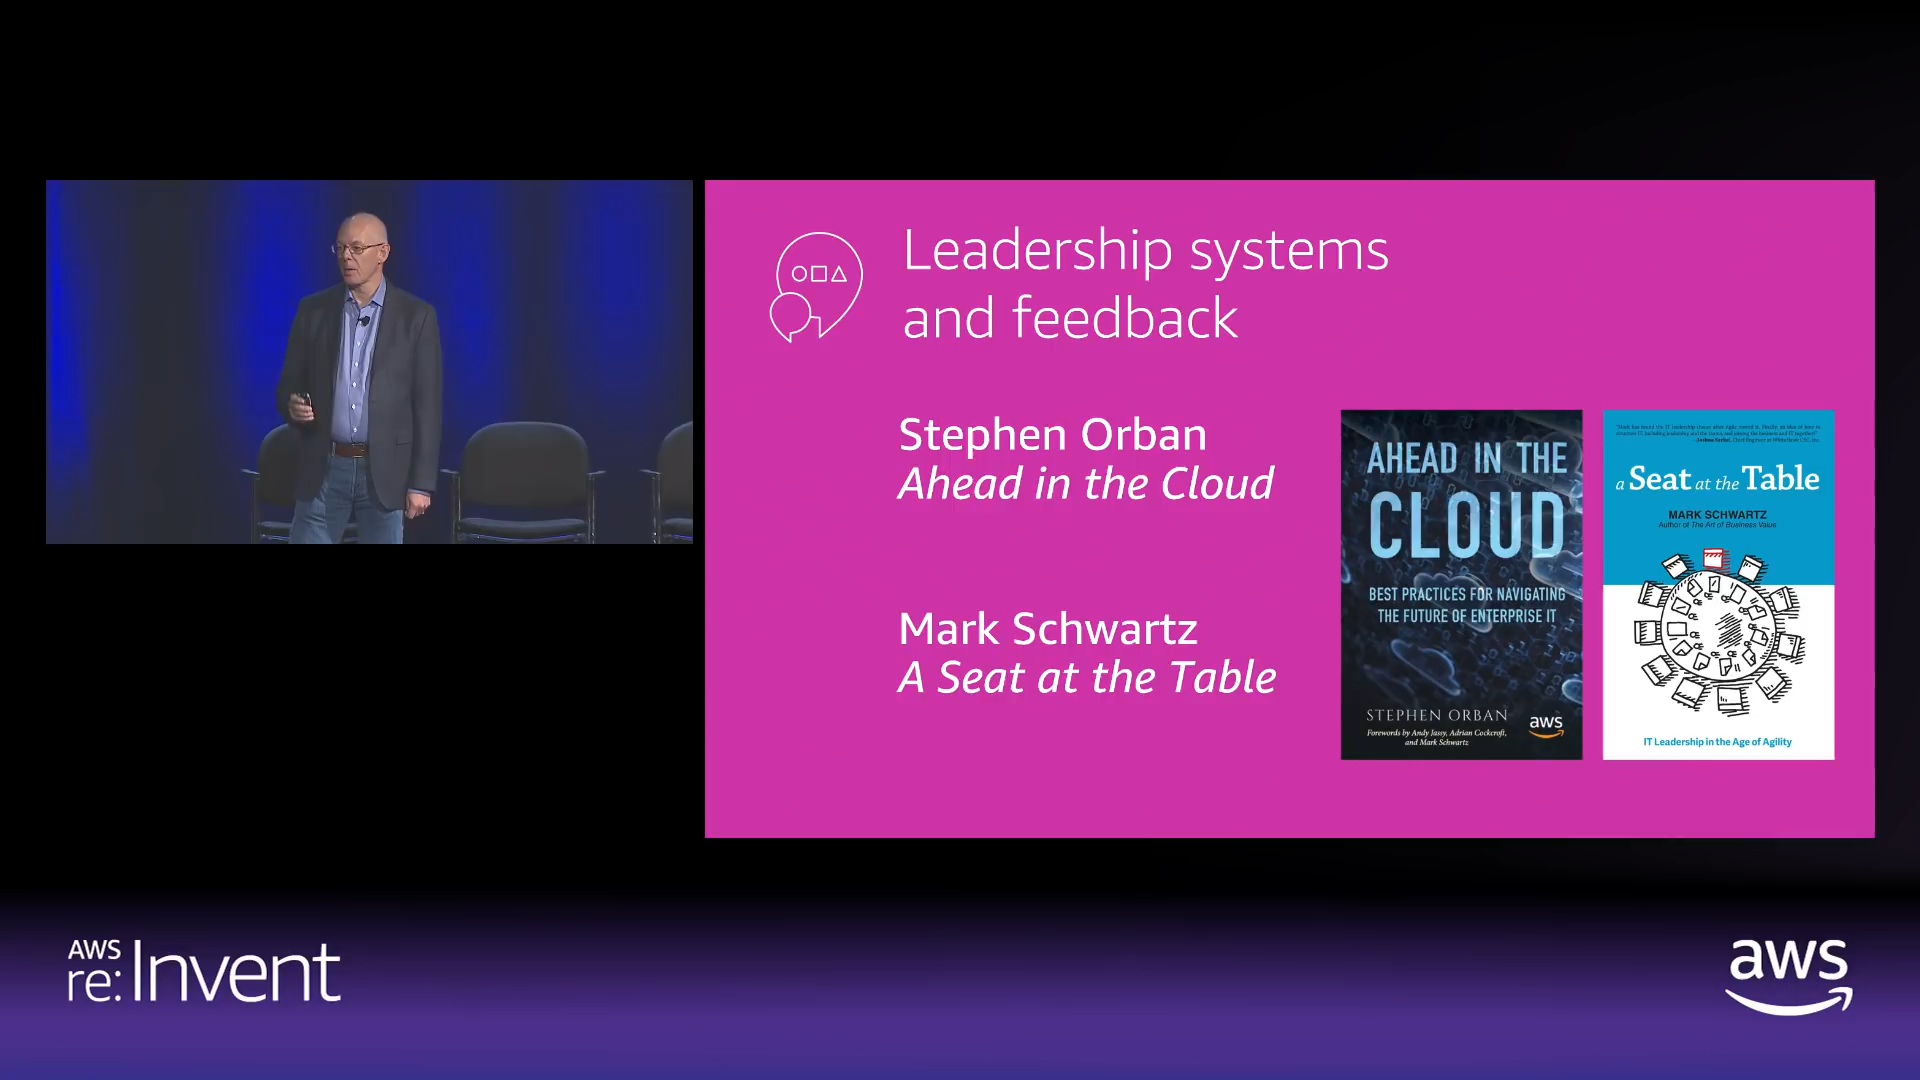 Leadership systems
and feedback
Stephen Orban
Ahead in the Cloud
Mark Schwartz
A Seat at the Table
AHEAD IN THE
CLOUD
BEST PRACTICES FOR NAVIGATING
THE FUTURE OF ENTERPRISE IT
STEPHEN ORBAN
Forewords by Andy Jassy, Adrian Cockcroft,
and Mark Schwartz
aws
a Seat at the Table
MARK SCHWARTZ
Author of The Art of Business Value
IT Leadership in the Age of Agility
AWS
re:Invent
aws